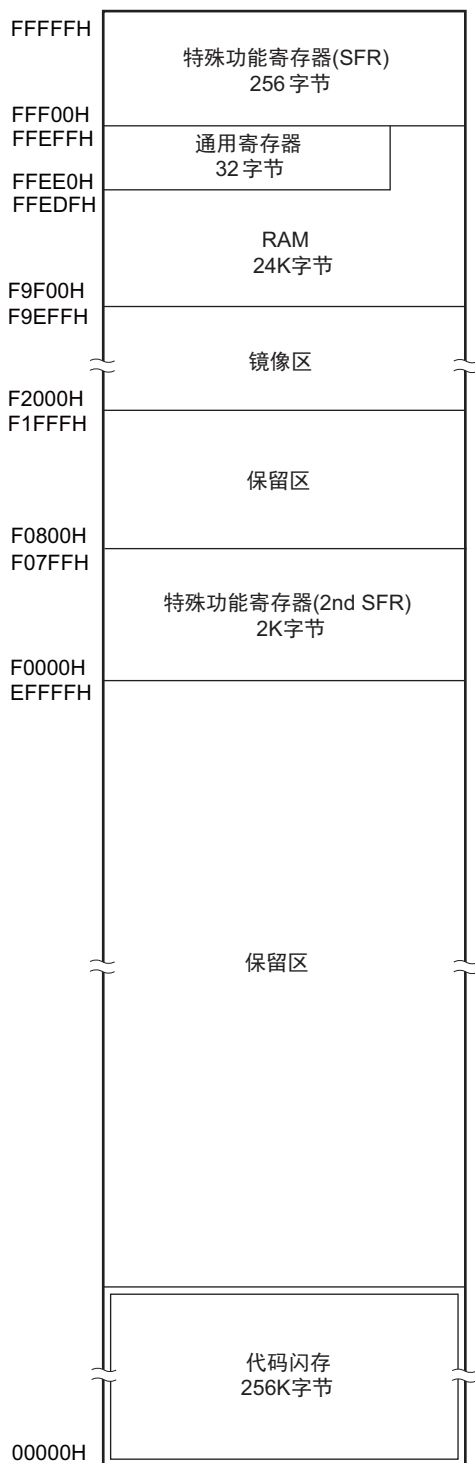 FFFFFH
特殊功能寄存器(SFR)
256 字节
FFF00H
FFEFFH
通用寄存器
32 字节
FFEE0H
FFEDFH
RAM
24K字节
F9F00H
F9EFFH
镜像区
F2000H
F1FFFH
保留区
F0800H
F07FFH
特殊功能寄存器(2nd SFR)
2K字节
F0000H
EFFFFH
保留区
代码闪存
256K字节
00000H